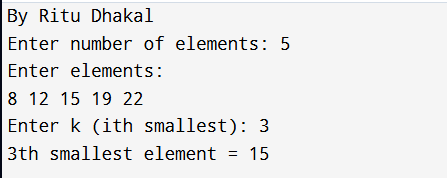 By Ritu Dhakal
Enter number of elements: 5
Enter elements:
8 12 15 19 22
Enter k (ith smallest): 3
3th smallest element = 15